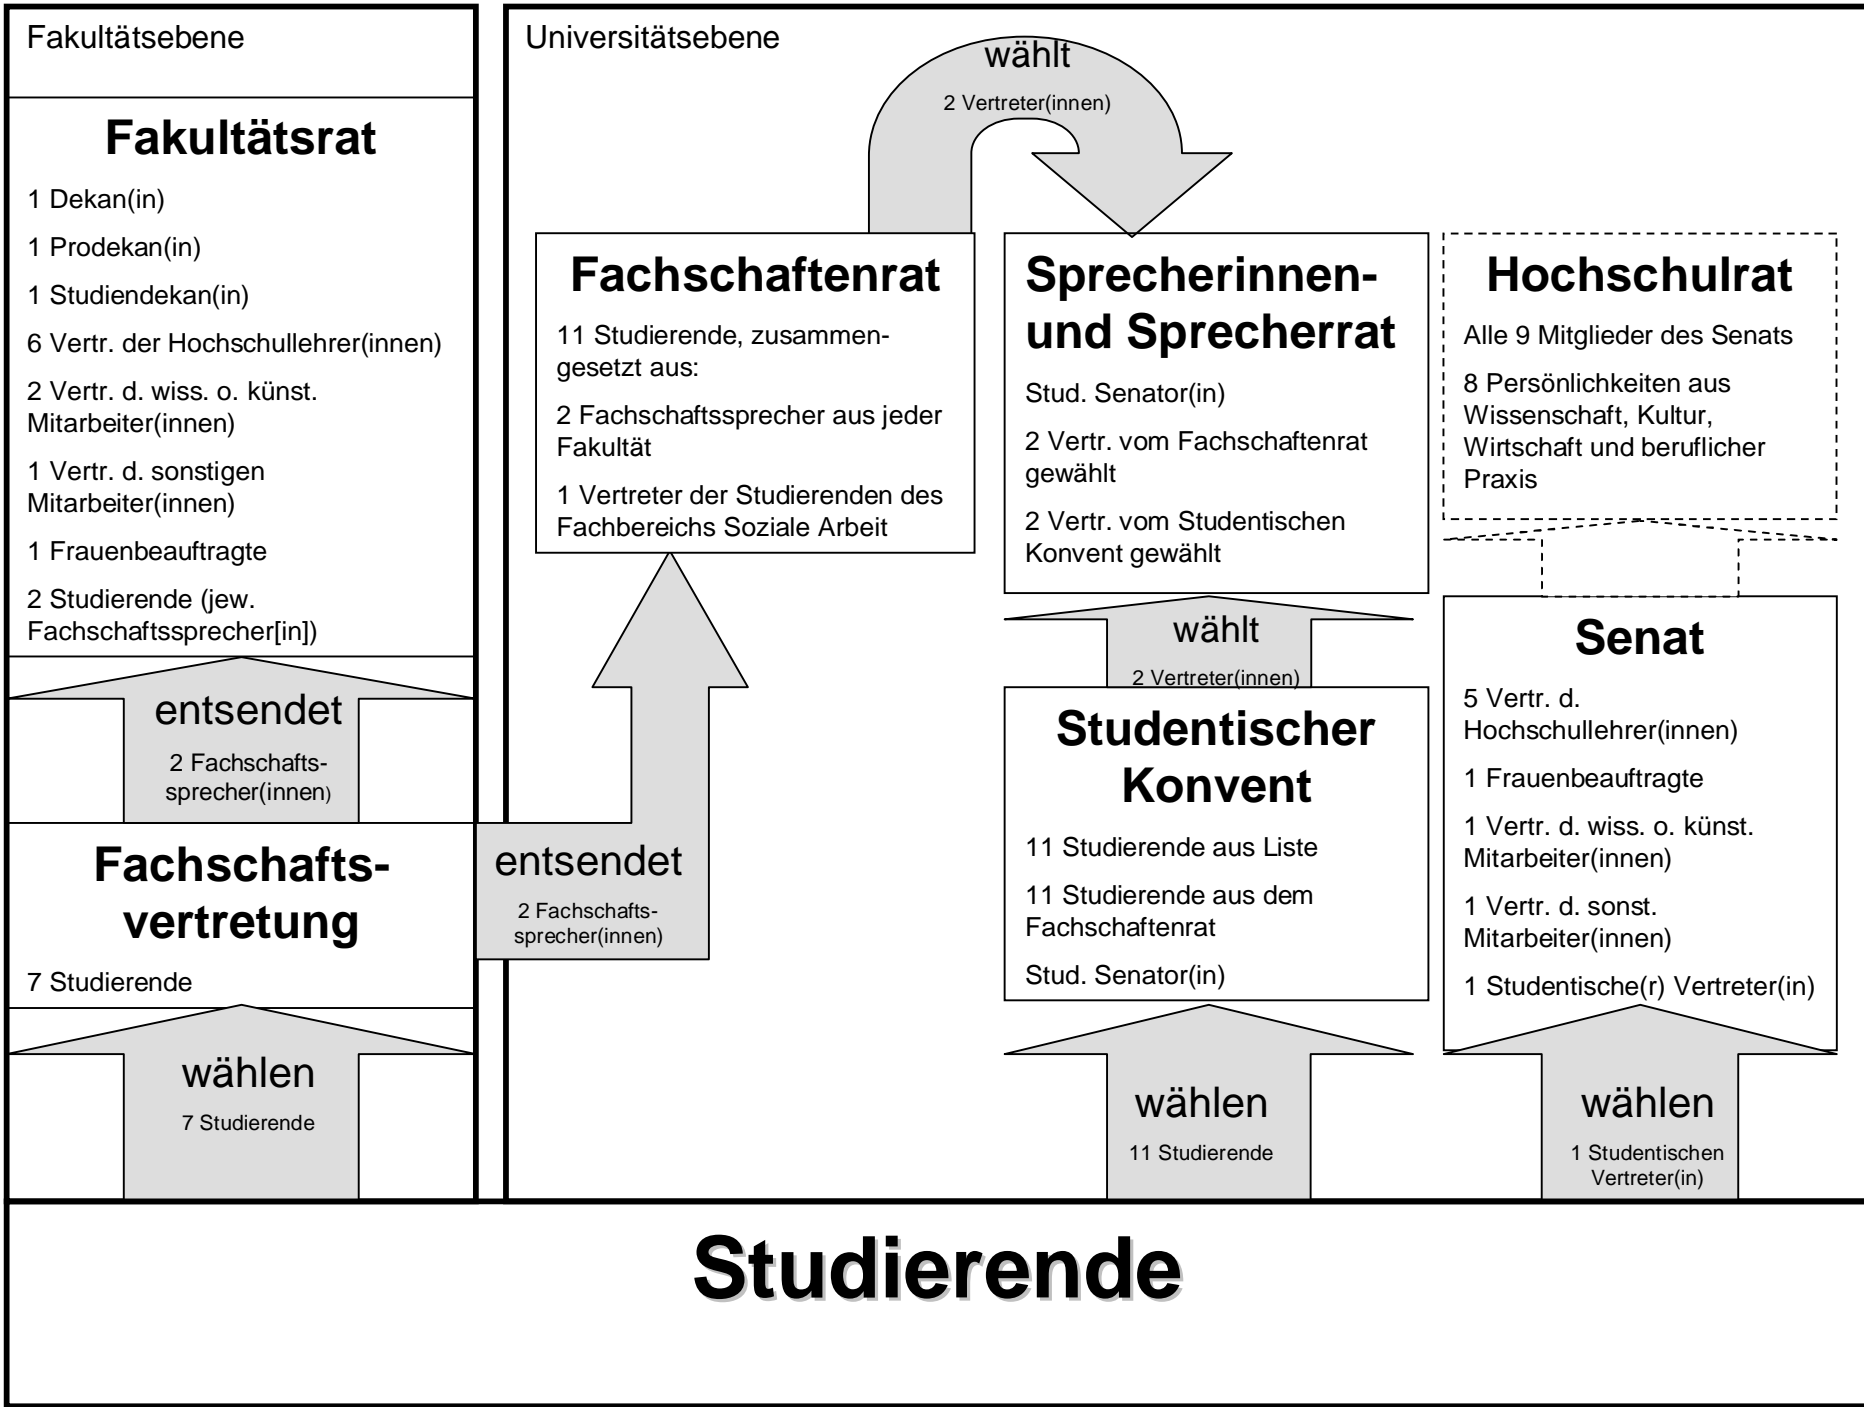 Fakultätsebene
Fakultätsrat
1 Dekan(in)
1 Prodekan(in)
1 Studiendekan(in)
6 Vertr. der Hochschullehrer(innen)
2 Vertr. d. wiss. o. künst.
Mitarbeiter(innen)
1 Vertr. d. sonstigen
Mitarbeiter(innen)
1 Frauenbeauftragte
2 Studierende (jew.
Fachschaftssprecher[in])
entsendet
2 Fachschafts-
sprecher(innen)
Fachschafts-
vertretung
7 Studierende
wählen
7 Studierende
Universitätsebene
wählt
2 Vertreter(innen)
Fachschaftenrat
11 Studierende, zusammen-
gesetzt aus:
2 Fachschaftssprecher aus jeder
Fakultät
1 Vertreter der Studierenden des
Fachbereichs Soziale Arbeit
entsendet
2 Fachschafts-
sprecher(innen)
Sprecherinnen-
und Sprecherrat
Stud. Senator(in)
2 Vertr. vom Fachschaftenrat
gewählt
2 Vertr. vom Studentischen
Konvent gewählt
wählt
2 Vertreter(innen)
Studentischer
Konvent
11 Studierende aus Liste
11 Studierende aus dem
Fachschaftenrat
Stud. Senator(in)
wählen
11 Studierende
Hochschulrat
Alle 9 Mitglieder des Senats
8 Persönlichkeiten aus
Wissenschaft, Kultur,
Wirtschaft und beruflicher
Praxis
Senat
5 Vertr. d.
Hochschullehrer(innen)
1 Frauenbeauftragte
1 Vertr. d. wiss. o. künst.
Mitarbeiter(innen)
1 Vertr. d. sonst.
Mitarbeiter(innen)
1 Studentische(r) Vertreter(in)
wählen
1 Studentischen
Vertreter(in)
Studierende